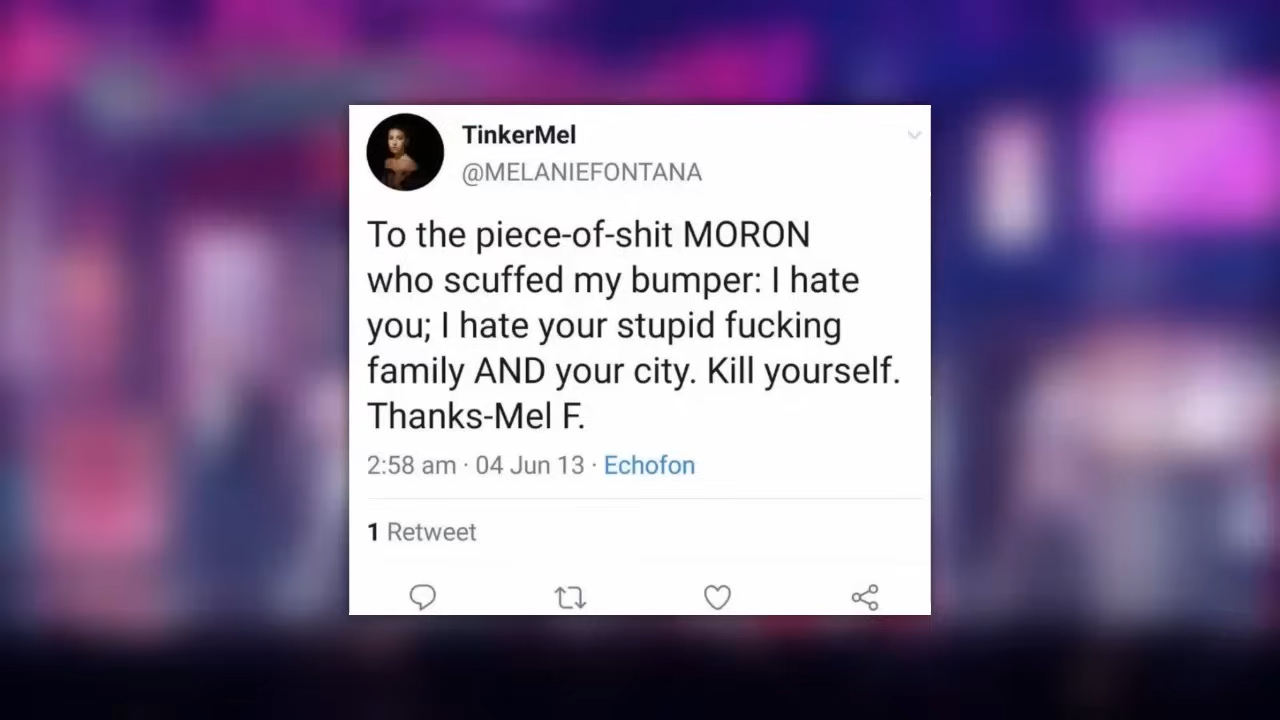 TinkerMel
@MELANIEFONTANA
To the piece-of-shit MORON
who scuffed my bumper: I hate
you; I hate your stupid fucking
family AND your city. Kill yourself.
Thanks-Mel F.
2:58 am · 04 Jun 13 · Echofon
1 Retweet